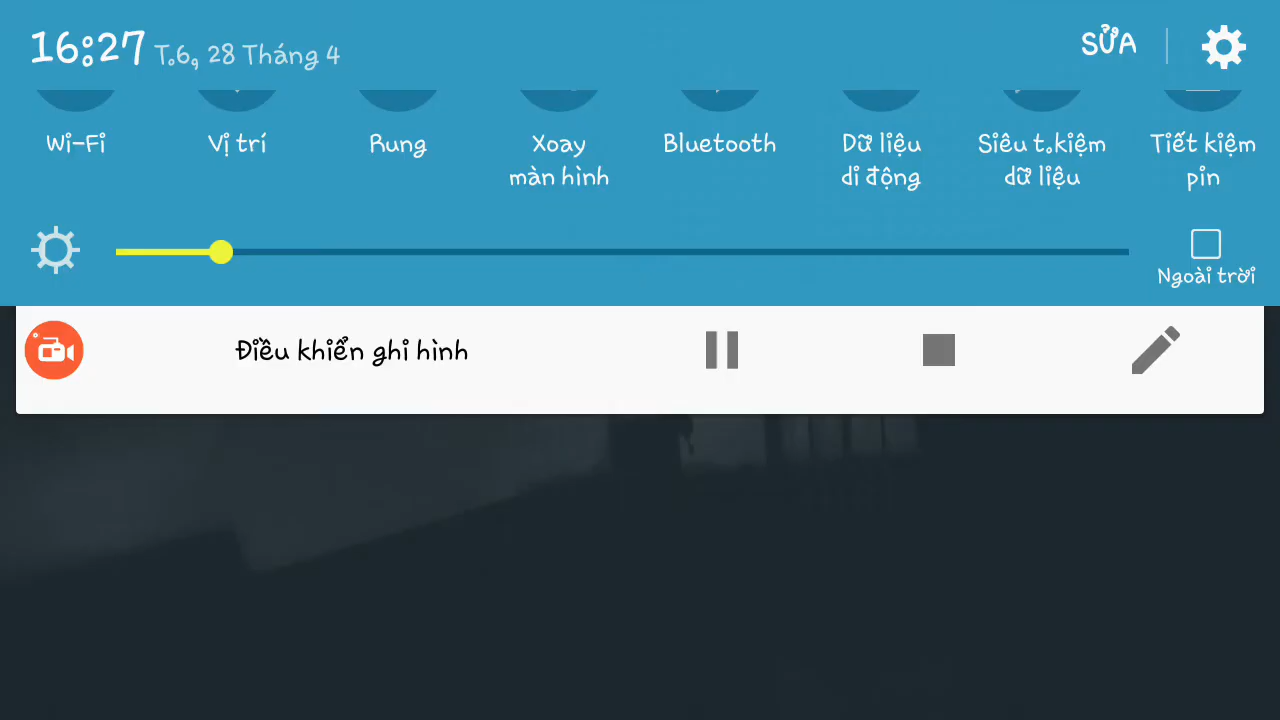 16:27 T.6, 28 Tháng 4
SỬA
Wi-Fi
Vị trí
Rung
Xoay
màn hình
Bluetooth
Dữ liệu
di động
Siêu t.kiệm
dữ liệu
Tiết kiệm
pin
Ngoài trời
Điều khiển ghi hình